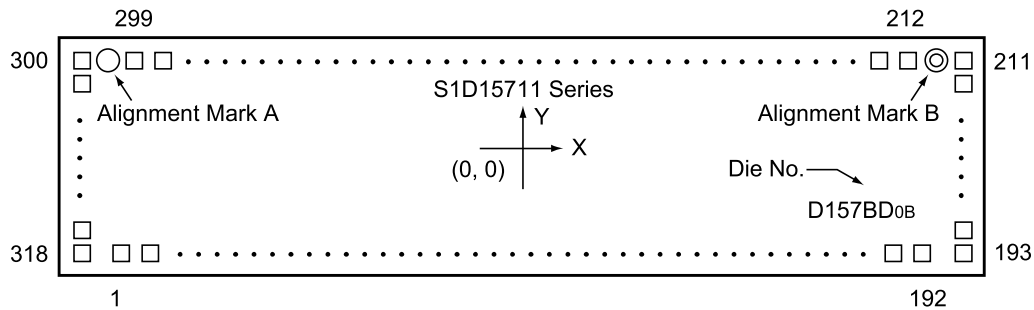 299 212
300 211
S1D15711 Series
Alignment Mark A Alignment Mark B
Y
X
(0, 0)
Die No.
D157BD0B
318 193
1 192